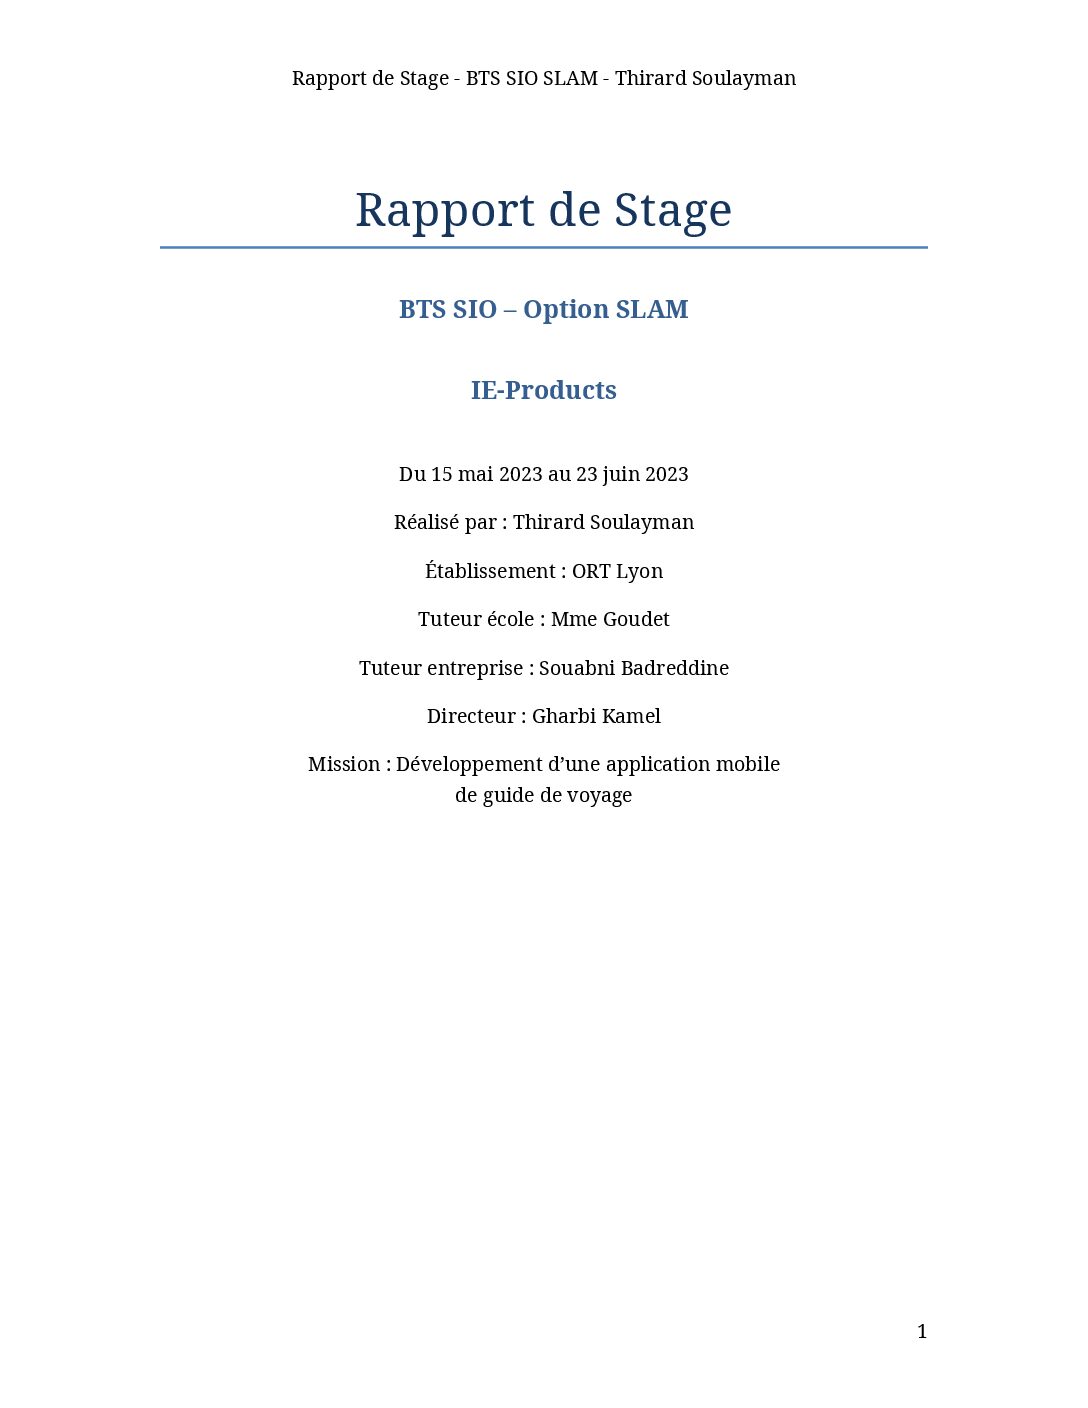 Rapport de Stage - BTS SIO SLAM - Thirard Soulayman
Rapport de Stage
BTS SIO – Option SLAM
IE-Products
Du 15 mai 2023 au 23 juin 2023
Réalisé par : Thirard Soulayman
Établissement : ORT Lyon
Tuteur école : Mme Goudet
Tuteur entreprise : Souabni Badreddine
Directeur : Gharbi Kamel
Mission : Développement d’une application mobile
de guide de voyage
1